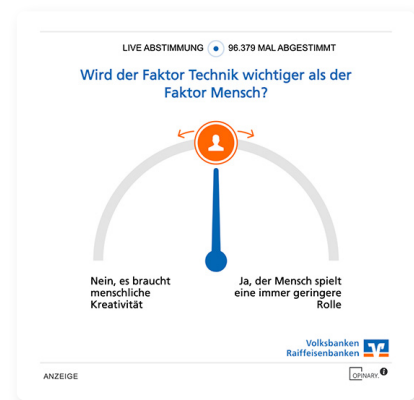 LIVE ABSTIMMUNG 96.379 MAL ABGESTIMMT
Wird der Faktor Technik wichtiger als der
Faktor Mensch?
Nein, es braucht
menschliche
Kreativität
Ja, der Mensch spielt
eine immer geringere
Rolle
Volksbanken
Raiffeisenbanken
ANZEIGE
OPINARY.